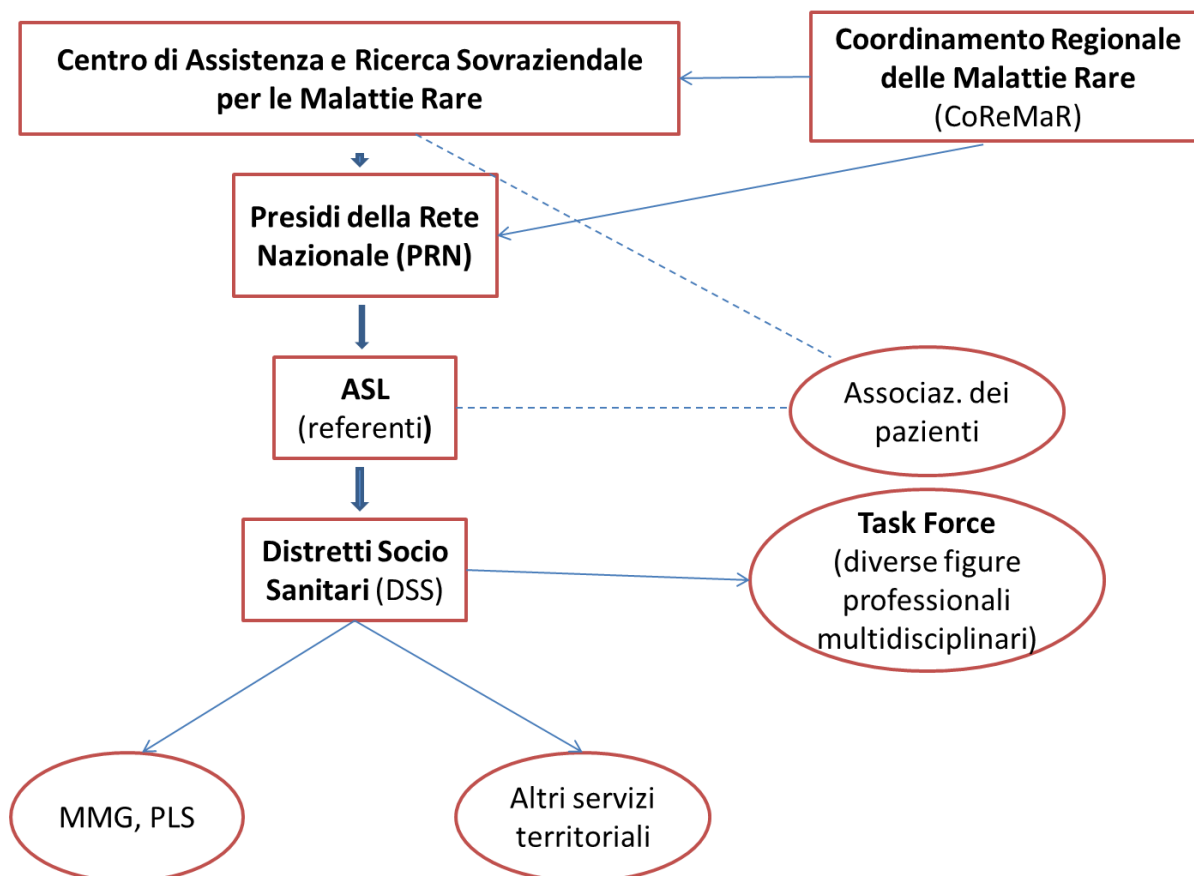 Centro di Assistenza e Ricerca Sovraziendale
per le Malattie Rare
Coordinamento Regionale
delle Malattie Rare
(CoReMaR)
Presidi della Rete
Nazionale (PRN)
ASL
(referenti)
Associaz. dei
pazienti
Distretti Socio
Sanitari (DSS)
Task Force
(diverse figure
professionali
multidisciplinari)
MMG, PLS
Altri servizi
territoriali